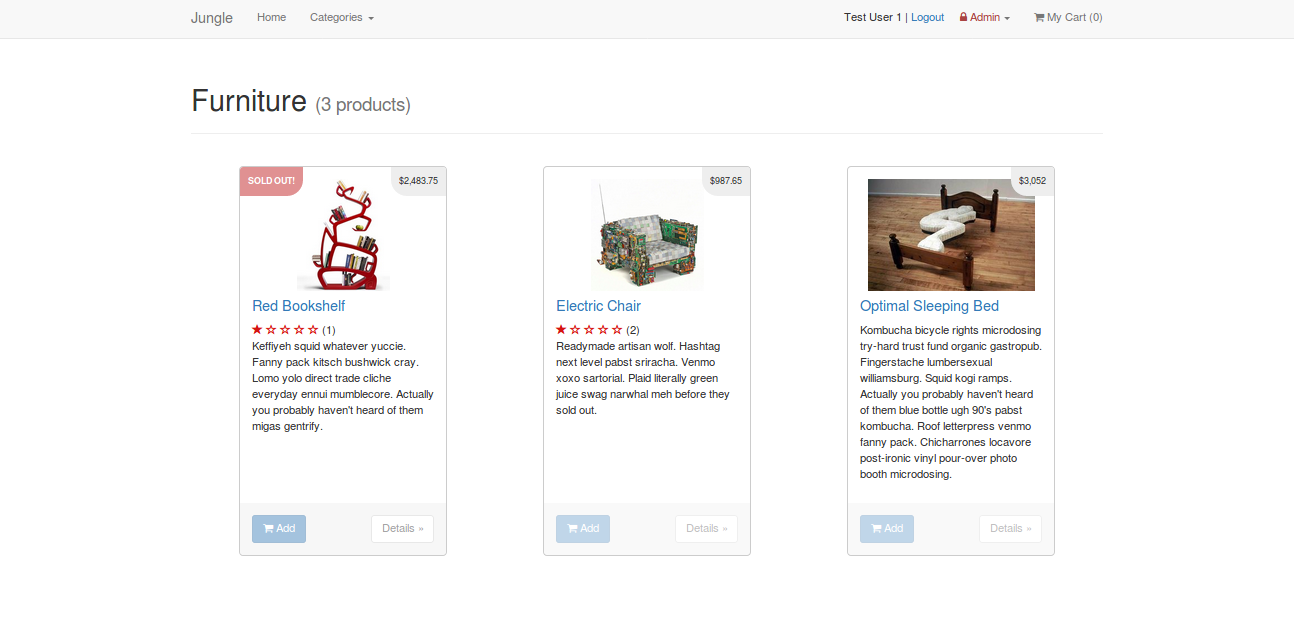 Jungle Home Categories Test User 1 | Logout Admin My Cart (0)
Furniture (3 products)
SOLD OUT! $2,483.75
Red Bookshelf
(1)
Keffiyeh squid whatever yuccie.
Fanny pack kitsch bushwick cray.
Lomo yolo direct trade cliche
everyday ennui mumblecore. Actually
you probably haven't heard of them
migas gentrify.
Add Details »
$987.65
Electric Chair
(2)
Readymade artisan wolf. Hashtag
next level pabst sriracha. Venmo
xoxo sartorial. Plaid literally green
juice swag narwhal meh before they
sold out.
Add Details »
$3,052
Optimal Sleeping Bed
Kombucha bicycle rights microdosing
try-hard trust fund organic gastropub.
Fingerstache lumbersexual
williamsburg. Squid kogi ramps.
Actually you probably haven't heard
of them blue bottle ugh 90's pabst
kombucha. Roof letterpress venmo
fanny pack. Chicharrones locavore
post-ironic vinyl pour-over photo
booth microdosing.
Add Details »